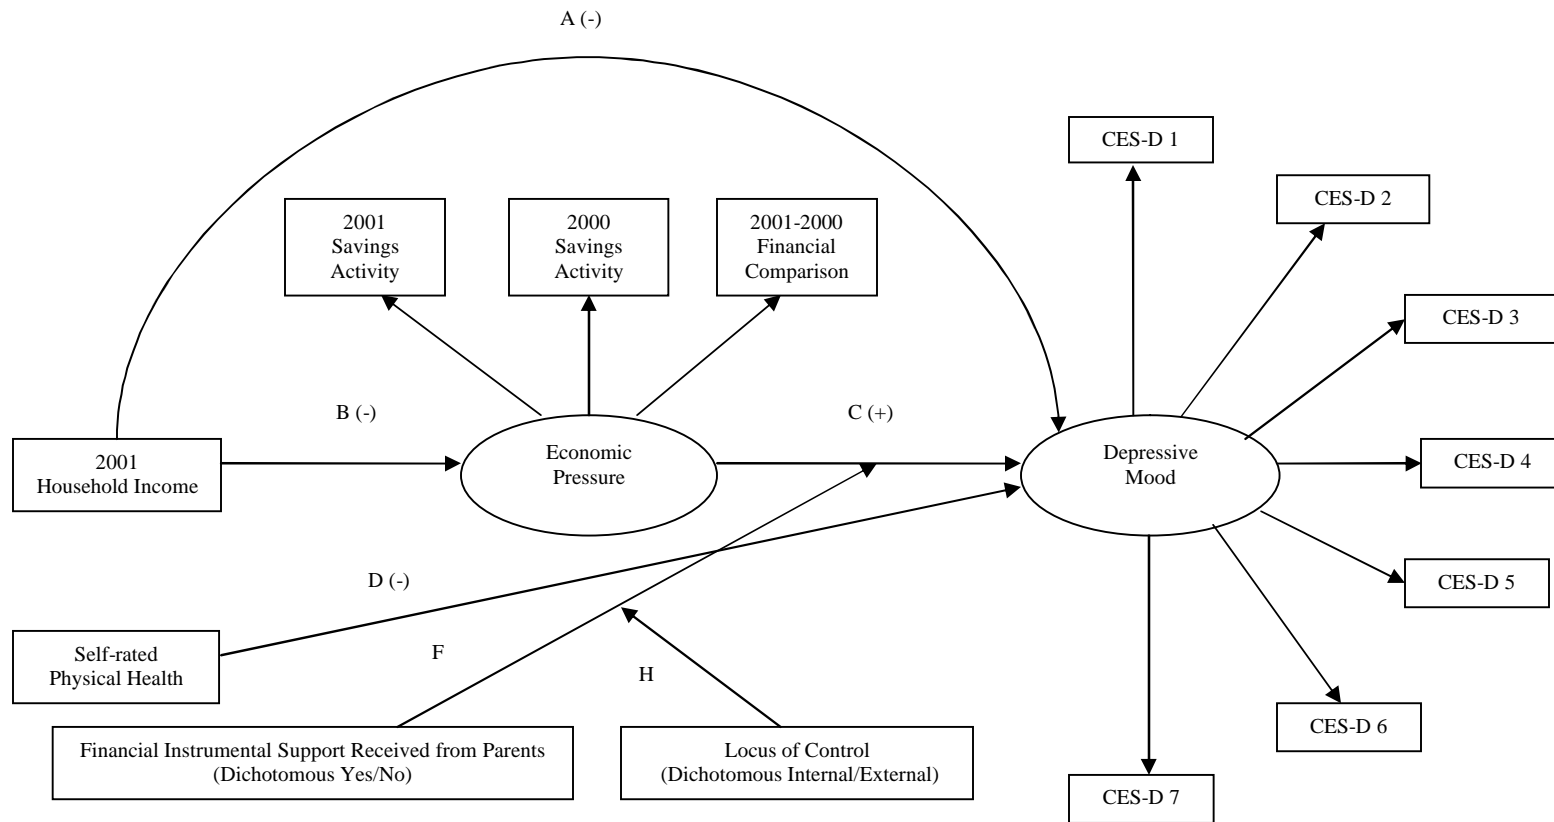 A (-)
CES-D 1
CES-D 2
2001
Savings
Activity
2000
Savings
Activity
2001-2000
Financial
Comparison
CES-D 3
B (-)
C (+)
2001
Household Income
Economic
Pressure
Depressive
Mood
CES-D 4
D (-)
CES-D 5
Self-rated
Physical Health
F
H
CES-D 6
Financial Instrumental Support Received from Parents
(Dichotomous Yes/No)
Locus of Control
(Dichotomous Internal/External)
CES-D 7